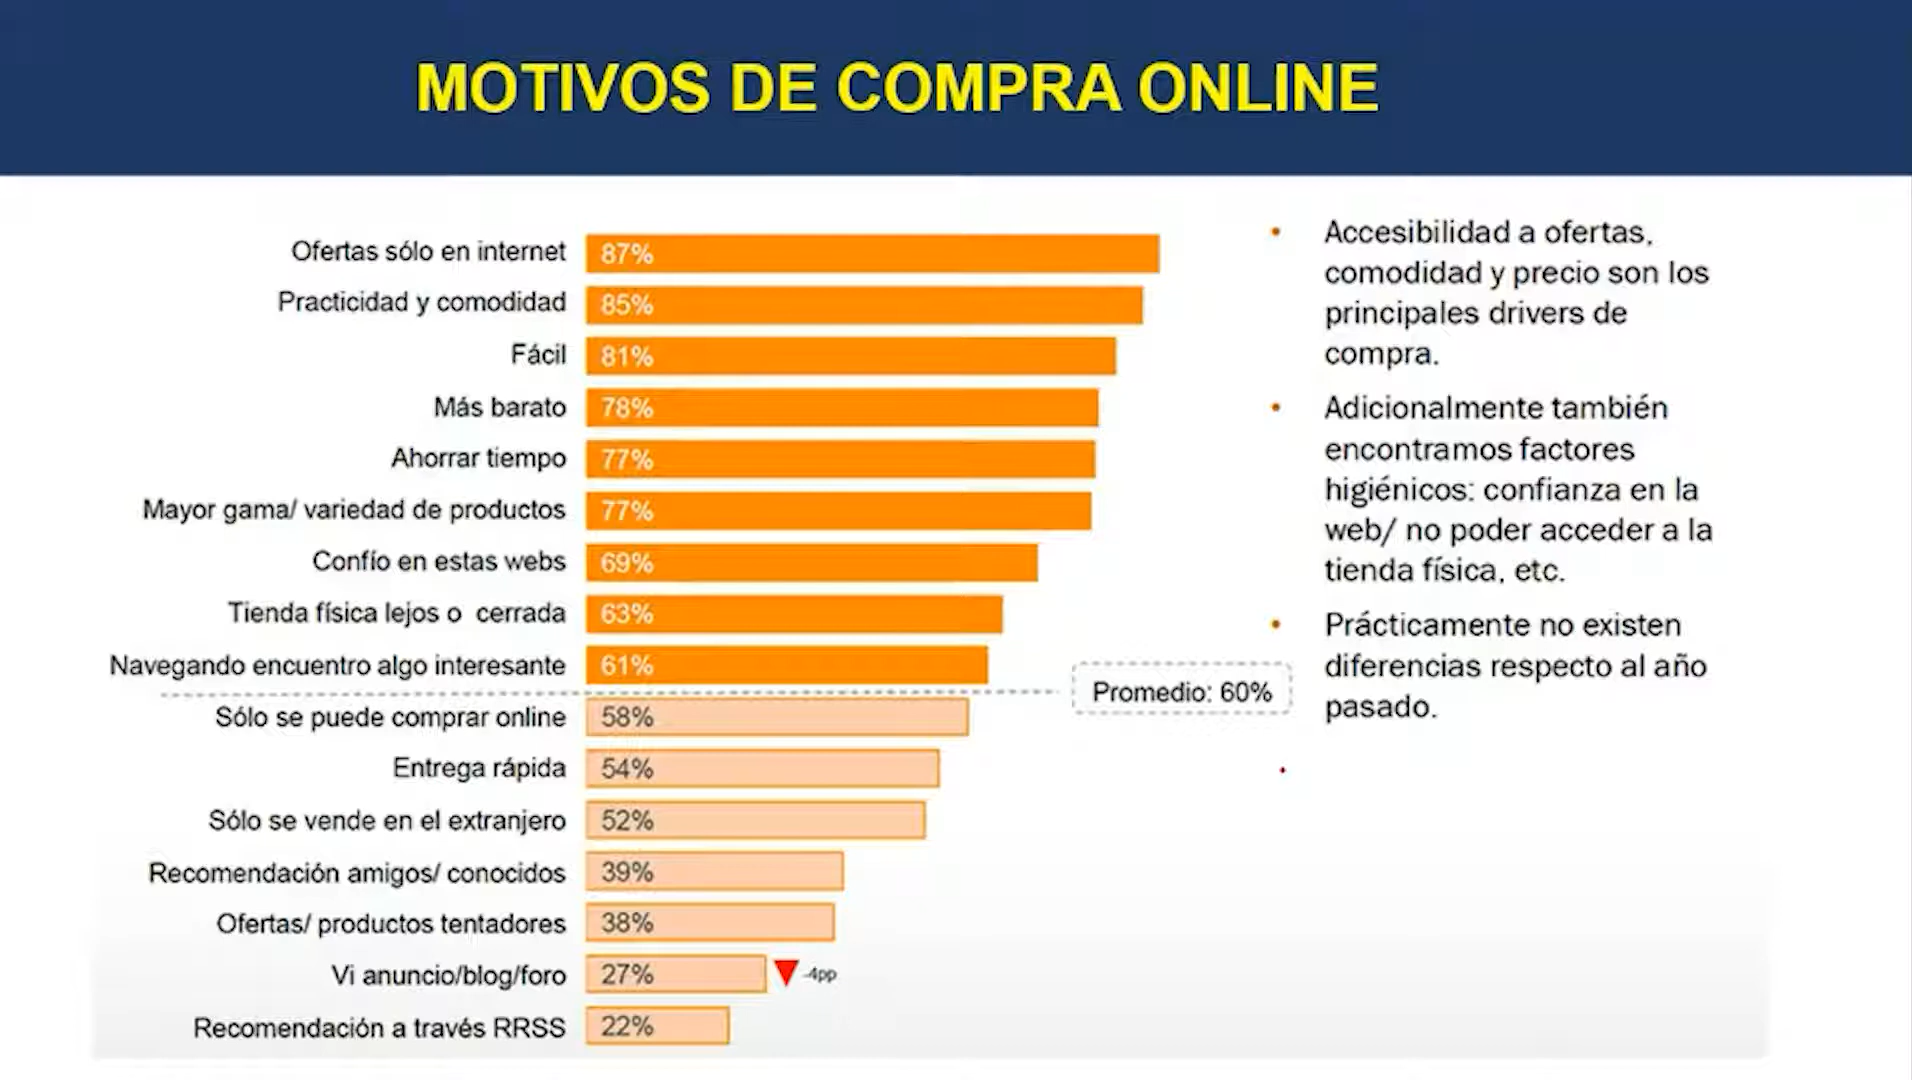 MOTIVOS DE COMPRA ONLINE
Ofertas sólo en internet 87%
Practicidad y comodidad 85%
Fácil 81%
Más barato 78%
Ahorrar tiempo 77%
Mayor gama/ variedad de productos 77%
Confío en estas webs 69%
Tienda física lejos o cerrada 63%
Navegando encuentro algo interesante 61%
Promedio: 60%
Sólo se puede comprar online 58%
Entrega rápida 54%
Sólo se vende en el extranjero 52%
Recomendación amigos/ conocidos 39%
Ofertas/ productos tentadores 38%
Vi anuncio/blog/foro 27% -4pp
Recomendación a través RRSS 22%
• Accesibilidad a ofertas,
comodidad y precio son los
principales drivers de
compra.
• Adicionalmente también
encontramos factores
higiénicos: confianza en la
web/ no poder acceder a la
tienda física, etc.
• Prácticamente no existen
diferencias respecto al año
pasado.